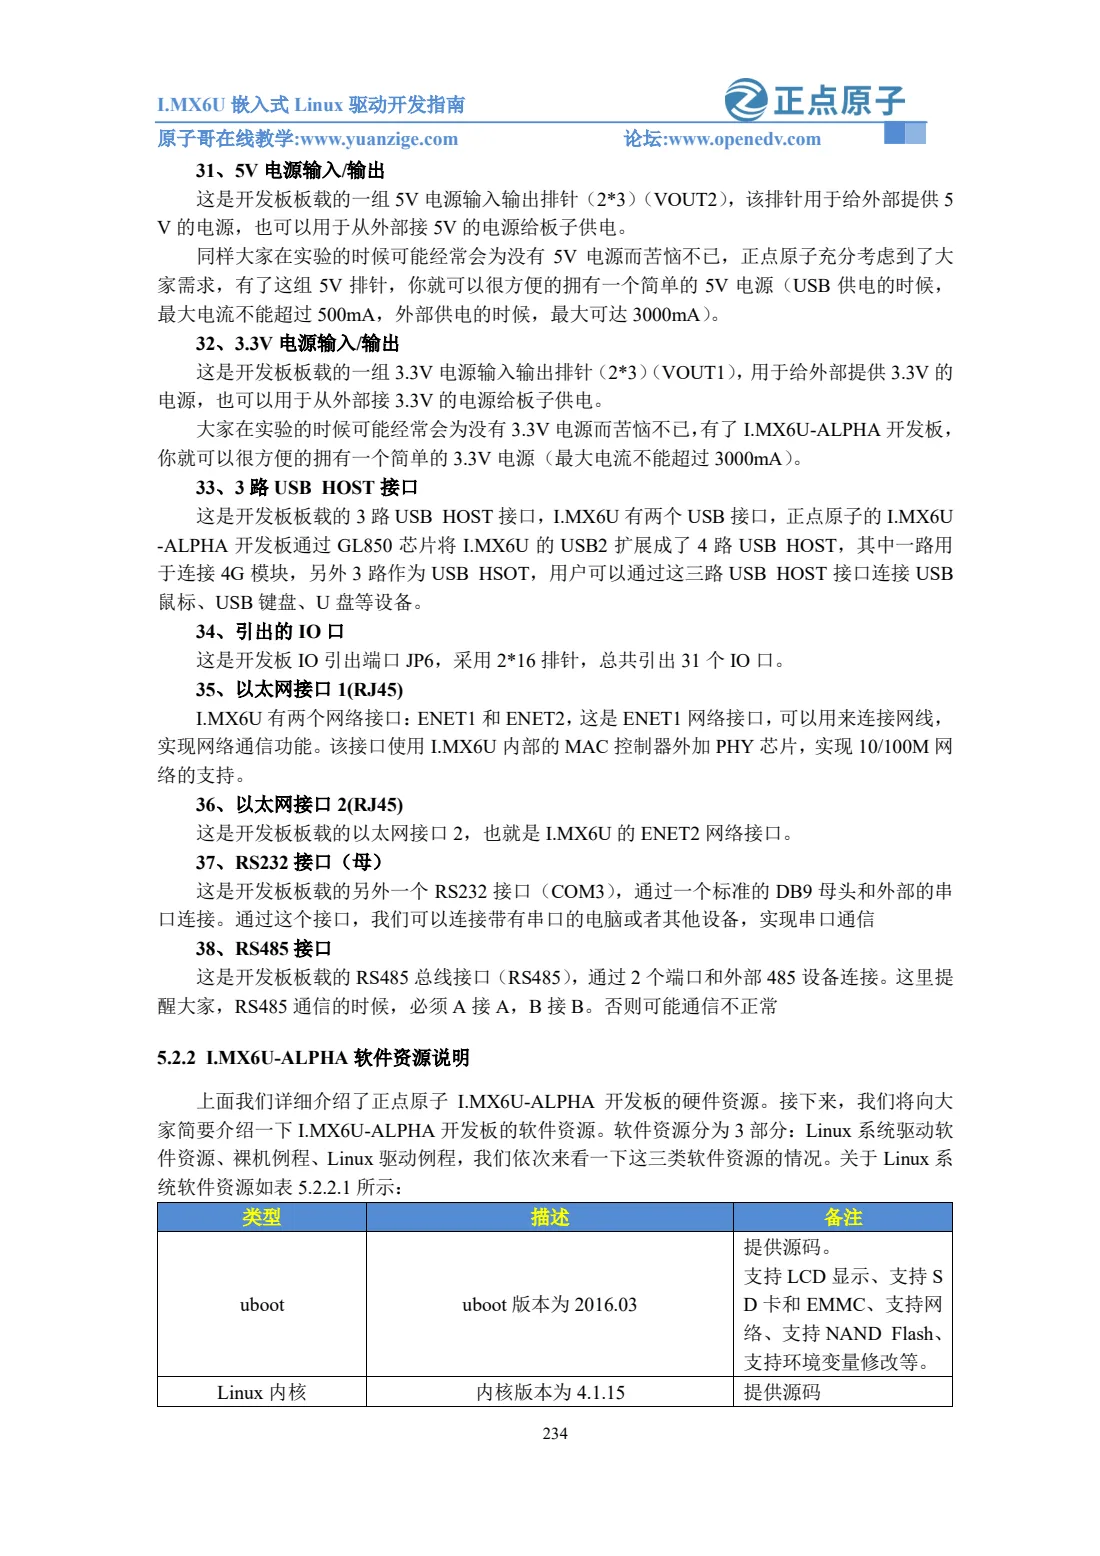 I.MX6U 嵌入式 Linux 驱动开发指南
正点原子
原子哥在线教学:www.yuanzige.com 论坛:www.openedv.com
31、5V 电源输入/输出
这是开发板板载的一组 5V 电源输入输出排针（2*3）（VOUT2），该排针用于给外部提供 5
V 的电源，也可以用于从外部接 5V 的电源给板子供电。
同样大家在实验的时候可能经常会为没有 5V 电源而苦恼不已，正点原子充分考虑到了大
家需求，有了这组 5V 排针，你就可以很方便的拥有一个简单的 5V 电源（USB 供电的时候，
最大电流不能超过 500mA，外部供电的时候，最大可达 3000mA）。
32、3.3V 电源输入/输出
这是开发板板载的一组 3.3V 电源输入输出排针（2*3）（VOUT1），用于给外部提供 3.3V 的
电源，也可以用于从外部接 3.3V 的电源给板子供电。
大家在实验的时候可能经常会为没有 3.3V 电源而苦恼不已，有了 I.MX6U-ALPHA 开发板，
你就可以很方便的拥有一个简单的 3.3V 电源（最大电流不能超过 3000mA）。
33、3 路 USB HOST 接口
这是开发板板载的 3 路 USB HOST 接口，I.MX6U 有两个 USB 接口，正点原子的 I.MX6U
-ALPHA 开发板通过 GL850 芯片将 I.MX6U 的 USB2 扩展成了 4 路 USB HOST，其中一路用
于连接 4G 模块，另外 3 路作为 USB HSOT，用户可以通过这三路 USB HOST 接口连接 USB
鼠标、USB 键盘、U 盘等设备。
34、引出的 IO 口
这是开发板 IO 引出端口 JP6，采用 2*16 排针，总共引出 31 个 IO 口。
35、以太网接口 1(RJ45)
I.MX6U 有两个网络接口：ENET1 和 ENET2，这是 ENET1 网络接口，可以用来连接网线，
实现网络通信功能。该接口使用 I.MX6U 内部的 MAC 控制器外加 PHY 芯片，实现 10/100M 网
络的支持。
36、以太网接口 2(RJ45)
这是开发板板载的以太网接口 2，也就是 I.MX6U 的 ENET2 网络接口。
37、RS232 接口（母）
这是开发板板载的另外一个 RS232 接口（COM3），通过一个标准的 DB9 母头和外部的串
口连接。通过这个接口，我们可以连接带有串口的电脑或者其他设备，实现串口通信
38、RS485 接口
这是开发板板载的 RS485 总线接口（RS485），通过 2 个端口和外部 485 设备连接。这里提
醒大家，RS485 通信的时候，必须 A 接 A，B 接 B。否则可能通信不正常
5.2.2 I.MX6U-ALPHA 软件资源说明
上面我们详细介绍了正点原子 I.MX6U-ALPHA 开发板的硬件资源。接下来，我们将向大
家简要介绍一下 I.MX6U-ALPHA 开发板的软件资源。软件资源分为 3 部分：Linux 系统驱动软
件资源、裸机例程、Linux 驱动例程，我们依次来看一下这三类软件资源的情况。关于 Linux 系
统软件资源如表 5.2.2.1 所示：
类型 描述 备注
提供源码。
支持 LCD 显示、支持 S
uboot uboot 版本为 2016.03 D 卡和 EMMC、支持网
络、支持 NAND Flash、
支持环境变量修改等。
Linux 内核 内核版本为 4.1.15 提供源码
234